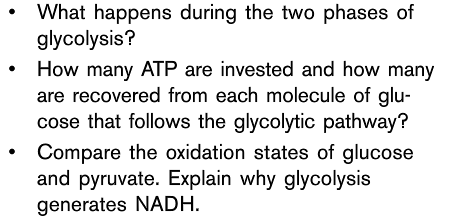 • What happens during the two phases of
glycolysis?
• How many ATP are invested and how many
are recovered from each molecule of glu-
cose that follows the glycolytic pathway?
• Compare the oxidation states of glucose
and pyruvate. Explain why glycolysis
generates NADH.